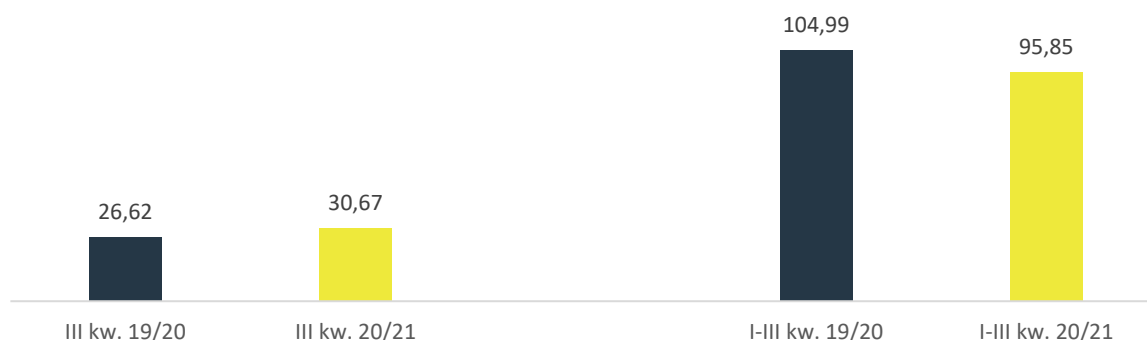 104,99
95,85
26,62
30,67
III kw. 19/20
III kw. 20/21
I-III kw. 19/20
I-III kw. 20/21